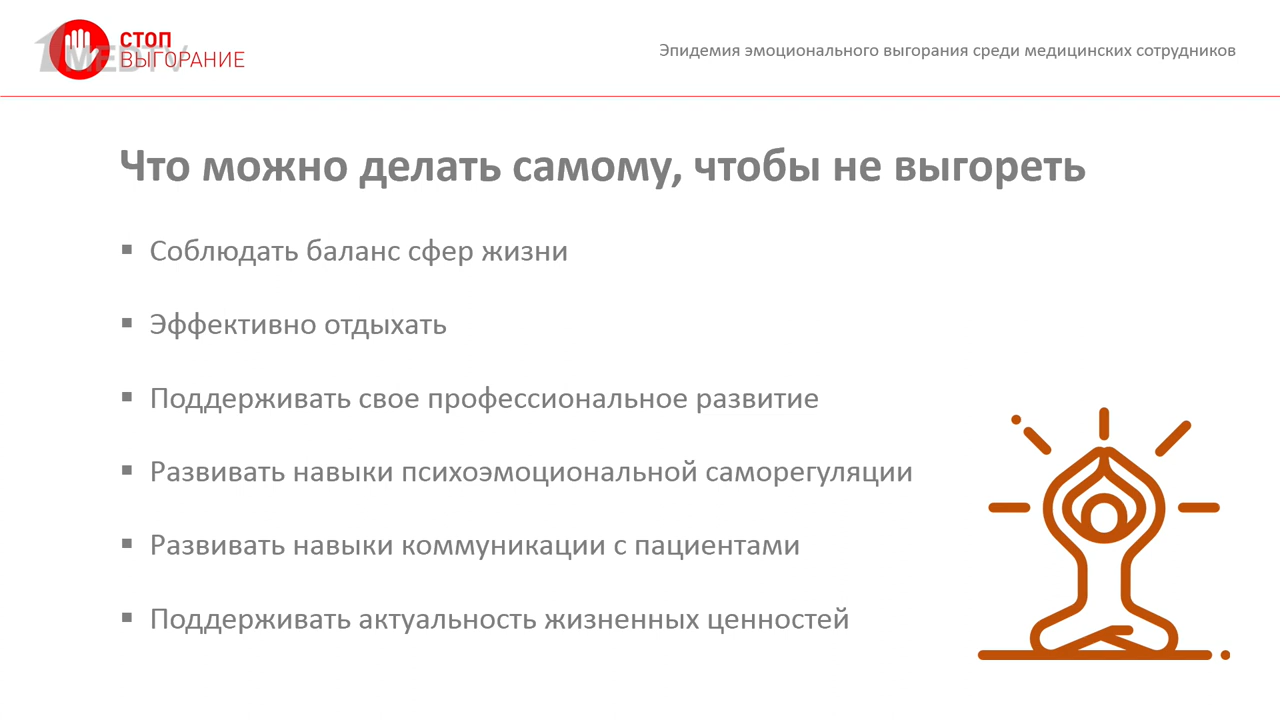 СТОП
ВЫГОРАНИЕ
1MEDTV
Эпидемия эмоционального выгорания среди медицинских сотрудников
Что можно делать самому, чтобы не выгореть
▪ Соблюдать баланс сфер жизни
▪ Эффективно отдыхать
▪ Поддерживать свое профессиональное развитие
▪ Развивать навыки психоэмоциональной саморегуляции
▪ Развивать навыки коммуникации с пациентами
▪ Поддерживать актуальность жизненных ценностей